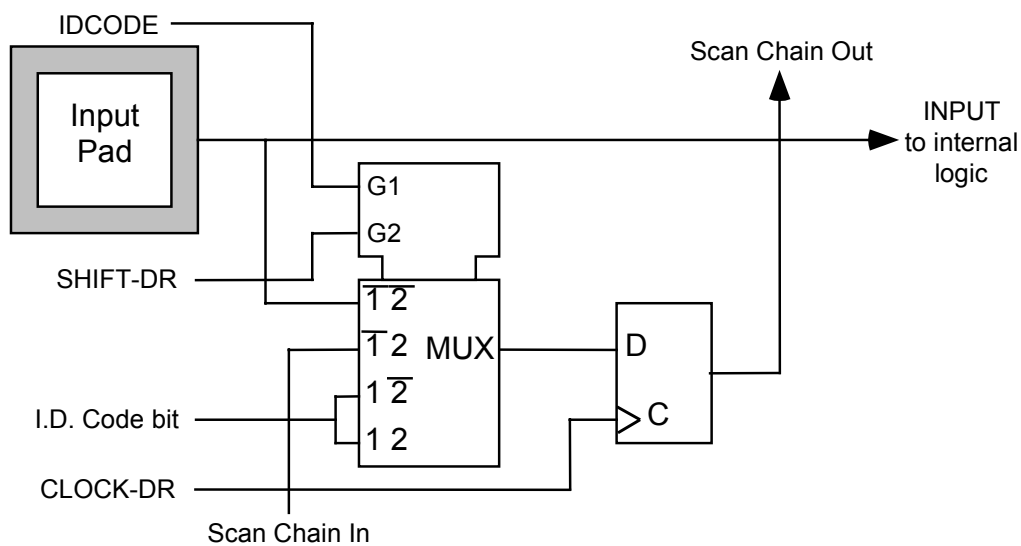 IDCODE
Input
Pad
Scan Chain Out
INPUT
to internal
logic
G1
G2
SHIFT-DR
1̅ 2̅
1̅ 2
MUX
1 2̅
1 2
I.D. Code bit
D
C
CLOCK-DR
Scan Chain In